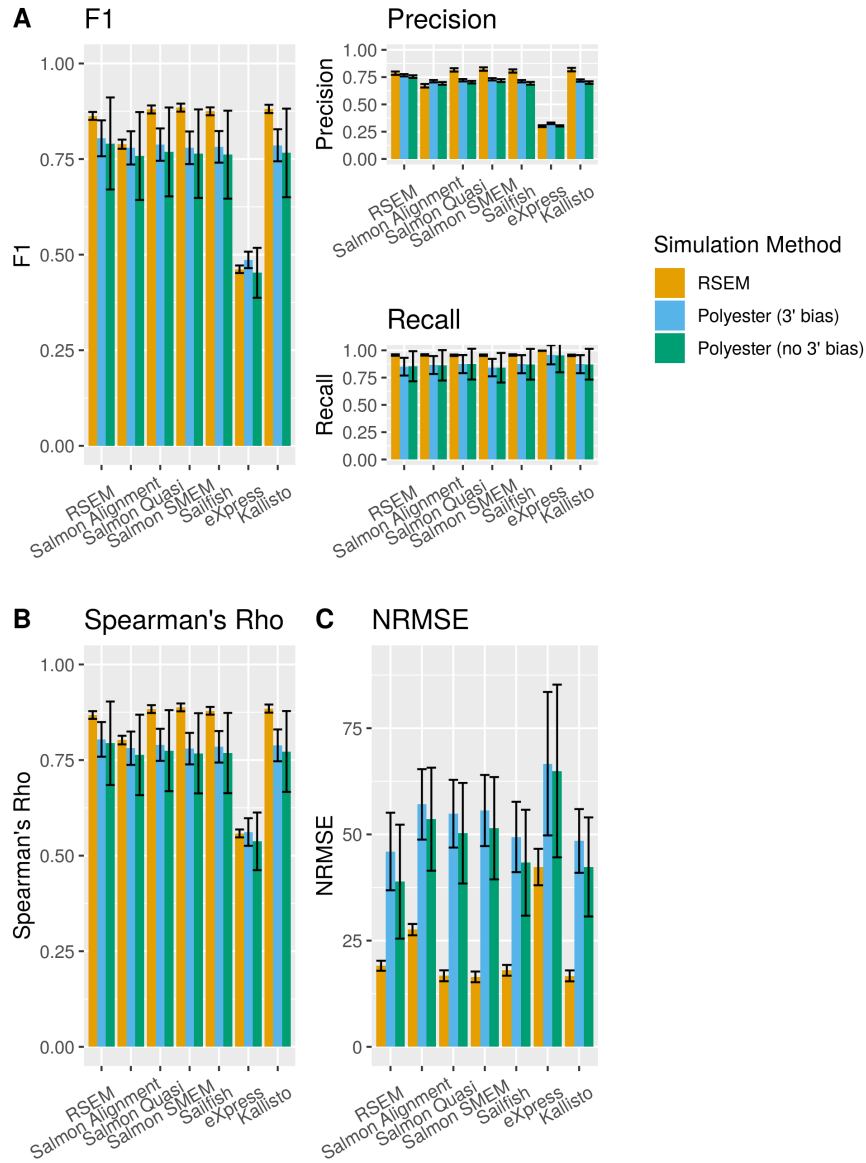 A
F1
F1
1.00
0.75
0.50
0.25
0.00
RSEM
Salmon Alignment
Salmon Quasi
Salmon SMEM
Sailfish
eXpress
Kallisto
Precision
Precision
1.00
0.75
0.50
0.25
0.00
RSEM
Salmon Alignment
Salmon Quasi
Salmon SMEM
Sailfish
eXpress
Kallisto
Recall
Recall
1.00
0.75
0.50
0.25
0.00
RSEM
Salmon Alignment
Salmon Quasi
Salmon SMEM
Sailfish
eXpress
Kallisto
Simulation Method
RSEM
Polyester (3' bias)
Polyester (no 3' bias)
B
Spearman's Rho
Spearman's Rho
1.00
0.75
0.50
0.25
0.00
RSEM
Salmon Alignment
Salmon Quasi
Salmon SMEM
Sailfish
eXpress
Kallisto
C
NRMSE
NRMSE
75
50
25
0
RSEM
Salmon Alignment
Salmon Quasi
Salmon SMEM
Sailfish
eXpress
Kallisto